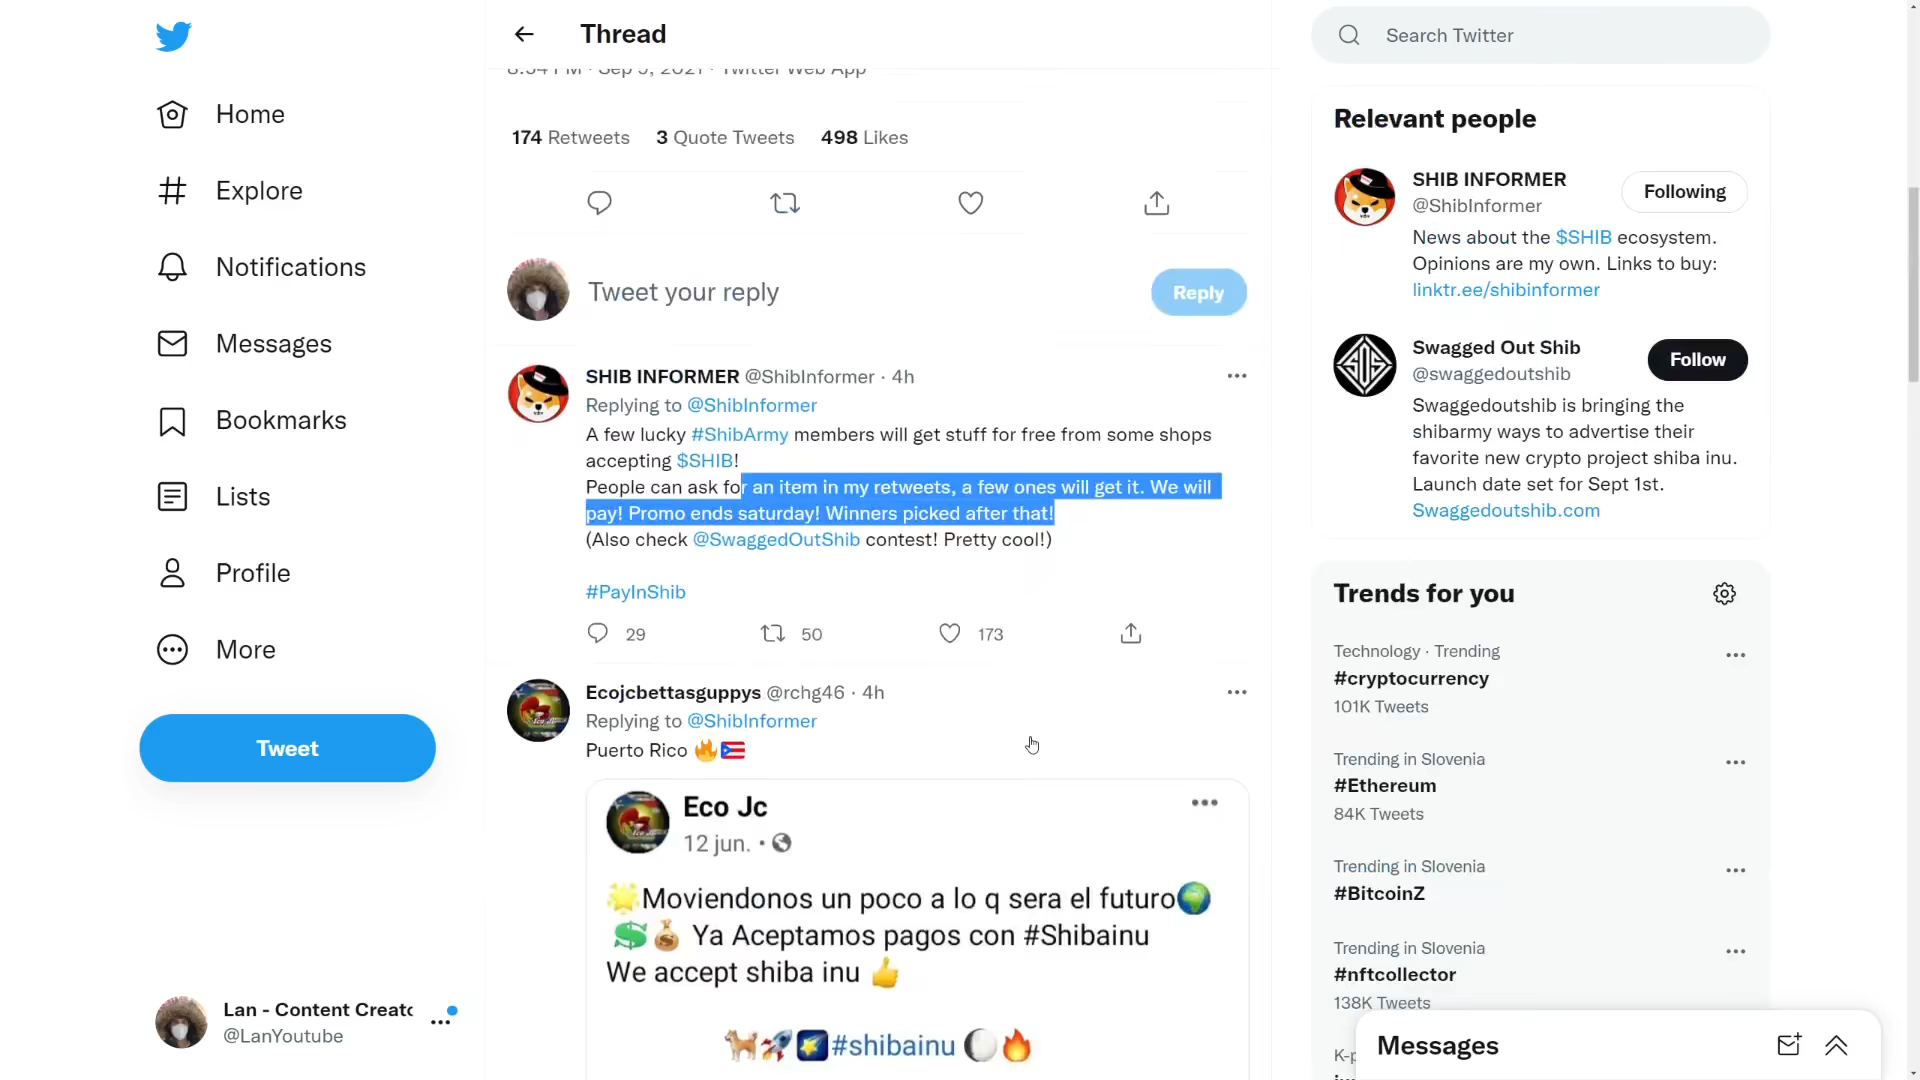 Home
Explore
Notifications
Messages
Bookmarks
Lists
Profile
More
Tweet
Lan - Content Creato
@LanYoutube
Thread
8:54 PM · Sep 5, 2021 · Twitter Web App
174 Retweets 3 Quote Tweets 498 Likes
Tweet your reply
Reply
SHIB INFORMER @ShibInformer · 4h
Replying to @ShibInformer
A few lucky #ShibArmy members will get stuff for free from some shops
accepting $SHIB!
People can ask for an item in my retweets, a few ones will get it. We will
pay! Promo ends saturday! Winners picked after that!
(Also check @SwaggedOutShib contest! Pretty cool!)
#PayInShib
29 50 173
Ecojcbettasguppys @rchg46 · 4h
Replying to @ShibInformer
Puerto Rico 🔥🇵🇷
Eco Jc
12 jun. ·
🌟Moviendonos un poco a lo q sera el futuro🌍
💲💰 Ya Aceptamos pagos con #Shibainu
We accept shiba inu 👍
🐕🚀🌠#shibainu 🌔🔥
Search Twitter
Relevant people
SHIB INFORMER
@ShibInformer
Following
News about the $SHIB ecosystem.
Opinions are my own. Links to buy:
linktr.ee/shibinformer
Swagged Out Shib
@swaggedoutshib
Follow
Swaggedoutshib is bringing the
shibarmy ways to advertise their
favorite new crypto project shiba inu.
Launch date set for Sept 1st.
Swaggedoutshib.com
Trends for you
Technology · Trending
#cryptocurrency
101K Tweets
Trending in Slovenia
#Ethereum
84K Tweets
Trending in Slovenia
#BitcoinZ
Trending in Slovenia
#nftcollector
138K Tweets
Messages